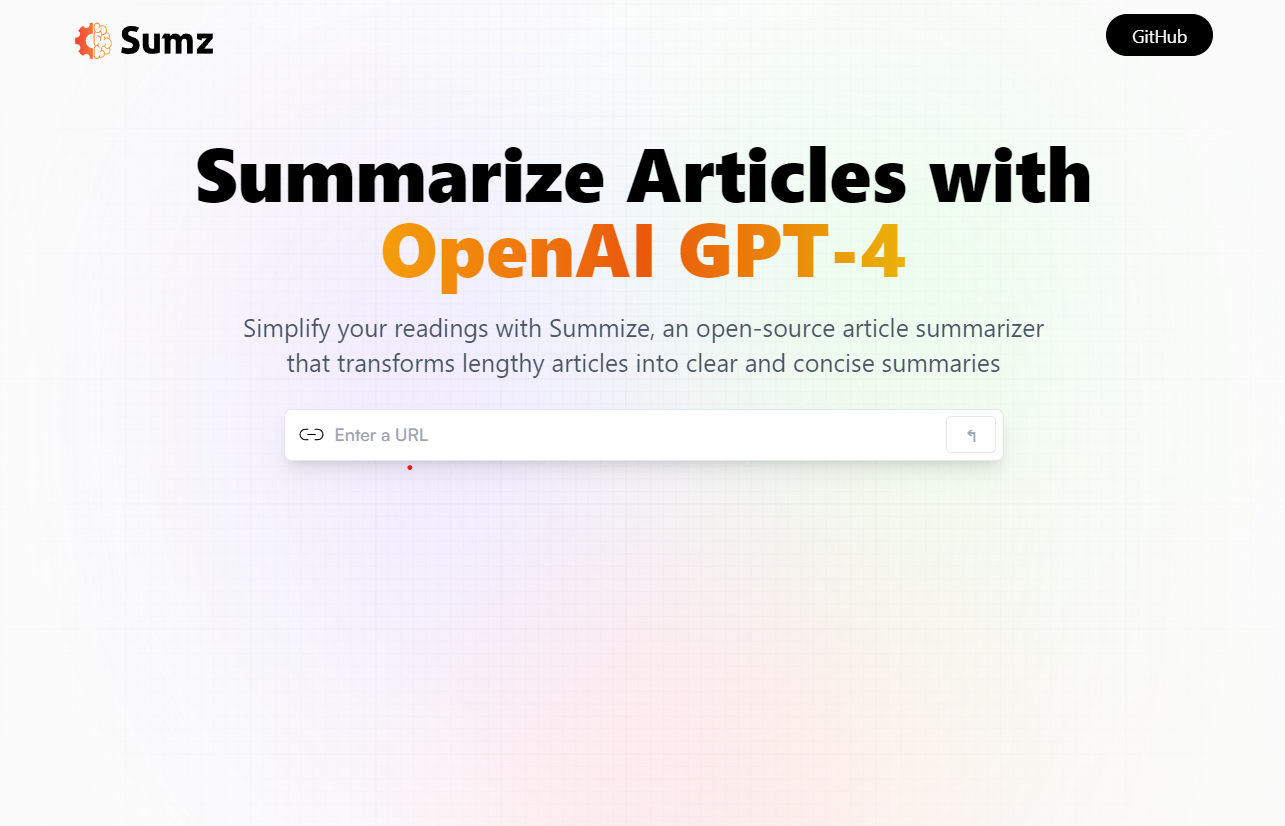 Sumz
GitHub
Summarize Articles with
OpenAI GPT-4
Simplify your readings with Summize, an open-source article summarizer
that transforms lengthy articles into clear and concise summaries
Enter a URL
↰